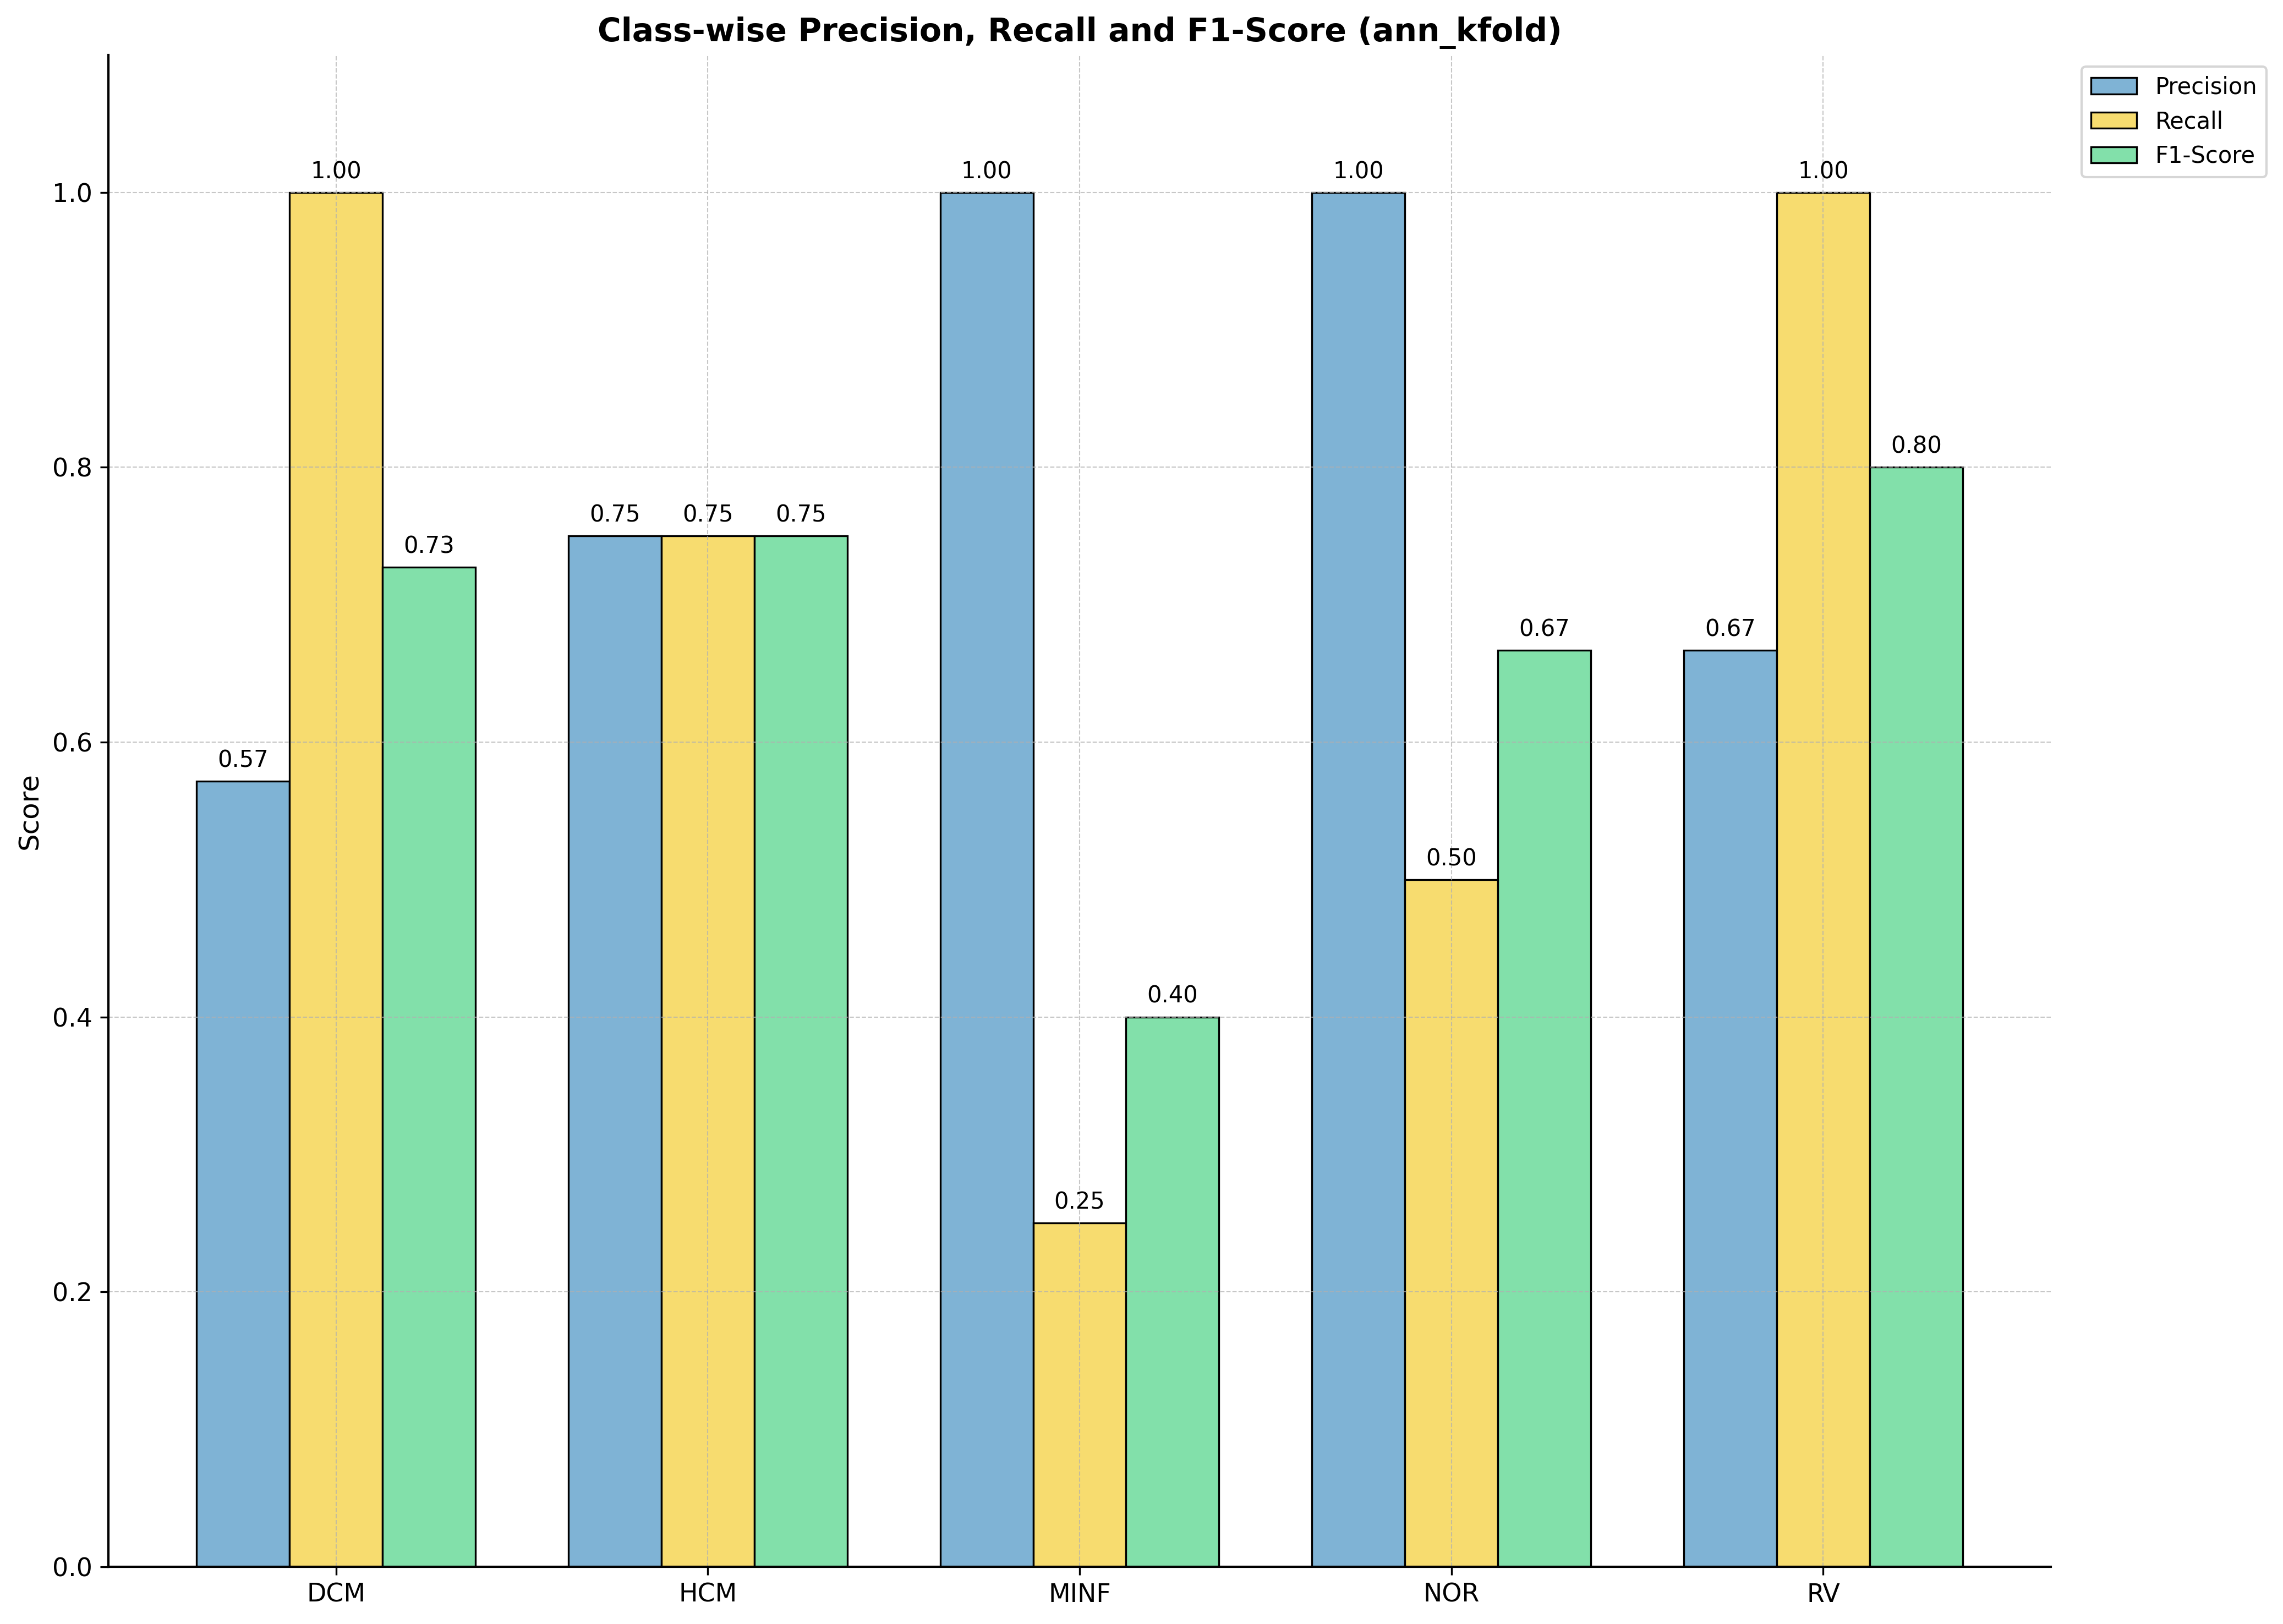 Class-wise Precision, Recall and F1-Score (ann_kfold)
Precision
Recall
F1-Score
Score
1.0
0.8
0.6
0.4
0.2
0.0
0.57
1.00
0.73
0.75
0.75
0.75
1.00
0.25
0.40
1.00
0.50
0.67
0.67
1.00
0.80
DCM
HCM
MINF
NOR
RV